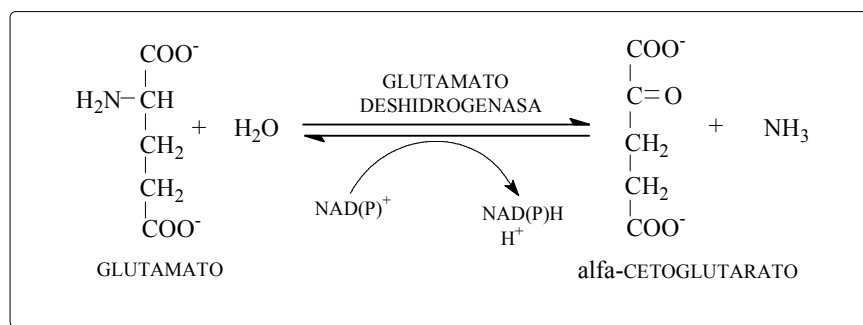 COO⁻
H₂N–CH
CH₂
CH₂
COO⁻
GLUTAMATO
+ H₂O
GLUTAMATO
DESHIDROGENASA
NAD(P)⁺
NAD(P)H
H⁺
COO⁻
C=O
CH₂
CH₂
COO⁻
alfa-CETOGLUTARATO
+ NH₃